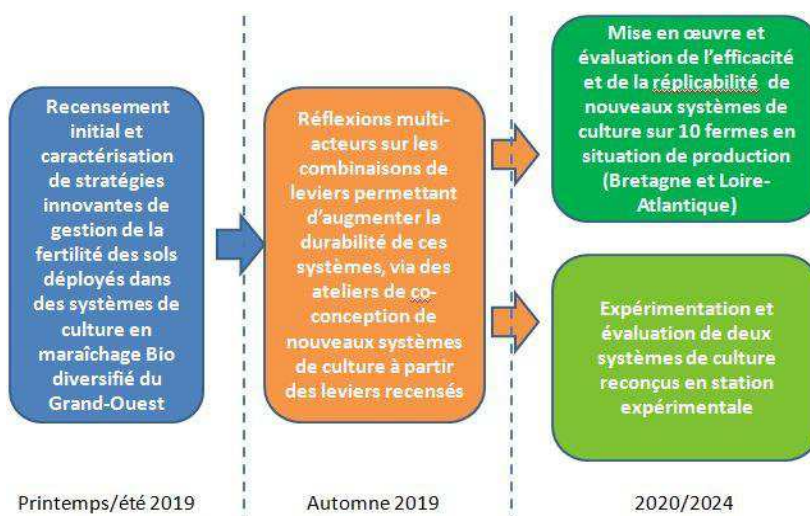 Recensement
initial et
caractérisation
de stratégies
innovantes de
gestion de la
fertilité des sols
déployés dans
des systèmes de
culture en
maraîchage Bio
diversifié du
Grand-Ouest
Réflexions multi-
acteurs sur les
combinaisons de
leviers permettant
d'augmenter la
durabilité de ces
systèmes, via des
ateliers de co-
conception de
nouveaux systèmes
de culture à partir
des leviers recensés
Mise en œuvre et
évaluation de l'efficacité
et de la réplicabilité de
nouveaux systèmes de
culture sur 10 fermes en
situation de production
(Bretagne et Loire-
Atlantique)
Expérimentation et
évaluation de deux
systèmes de culture
reconçus en station
expérimentale
Printemps/été 2019
Automne 2019
2020/2024